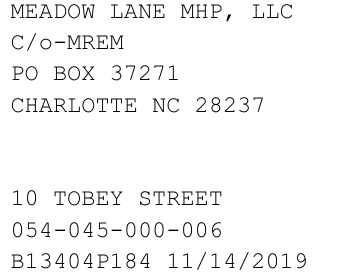 MEADOW LANE MHP, LLC
C/o-MREM
PO BOX 37271
CHARLOTTE NC 28237
10 TOBEY STREET
054-045-000-006
B13404P184 11/14/2019